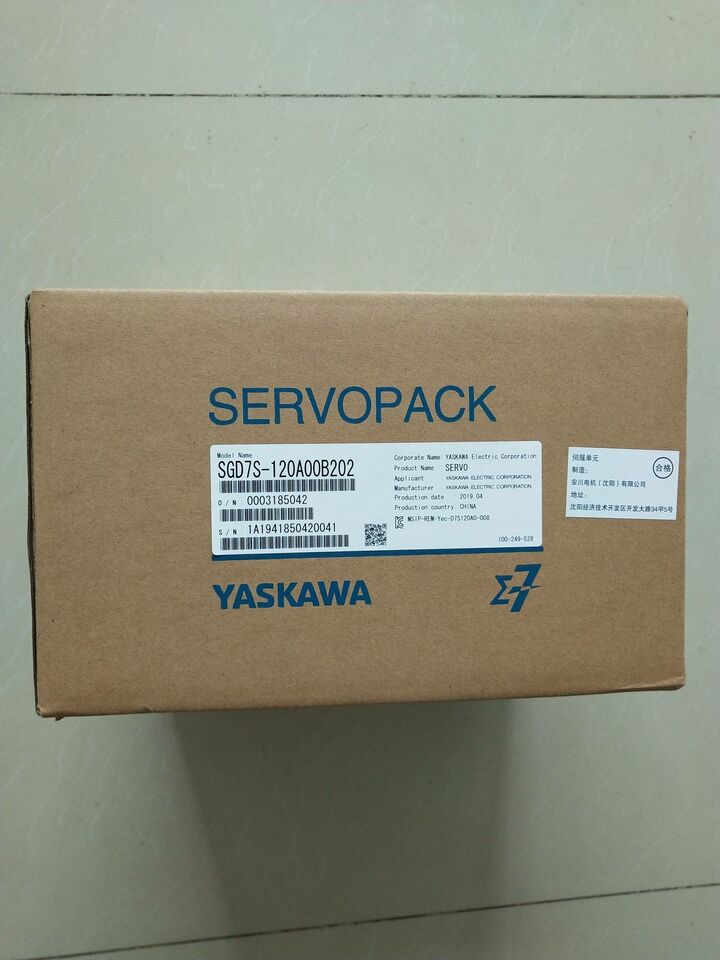 SERVOPACK
Model Name
SGD7S-120A00B202
O/N: 0003185042
S/N: 1A1941850420041
Corporate Name YASKAWA Electric Corporation
Product Name SERVO
Applicant YASKAWA ELECTRIC CORPORATION
Manufacturer YASKAWA ELECTRIC CORPORATION
Production date : 2019.04
Production country: CHINA
MSIP-REM-Yec-D7S120A0-008
100-249-528
伺服单元
合格
制造:
安川电机(沈阳)有限公司
地址:
沈阳经济技术开发区开发大路34甲5号
YASKAWA
Σ7